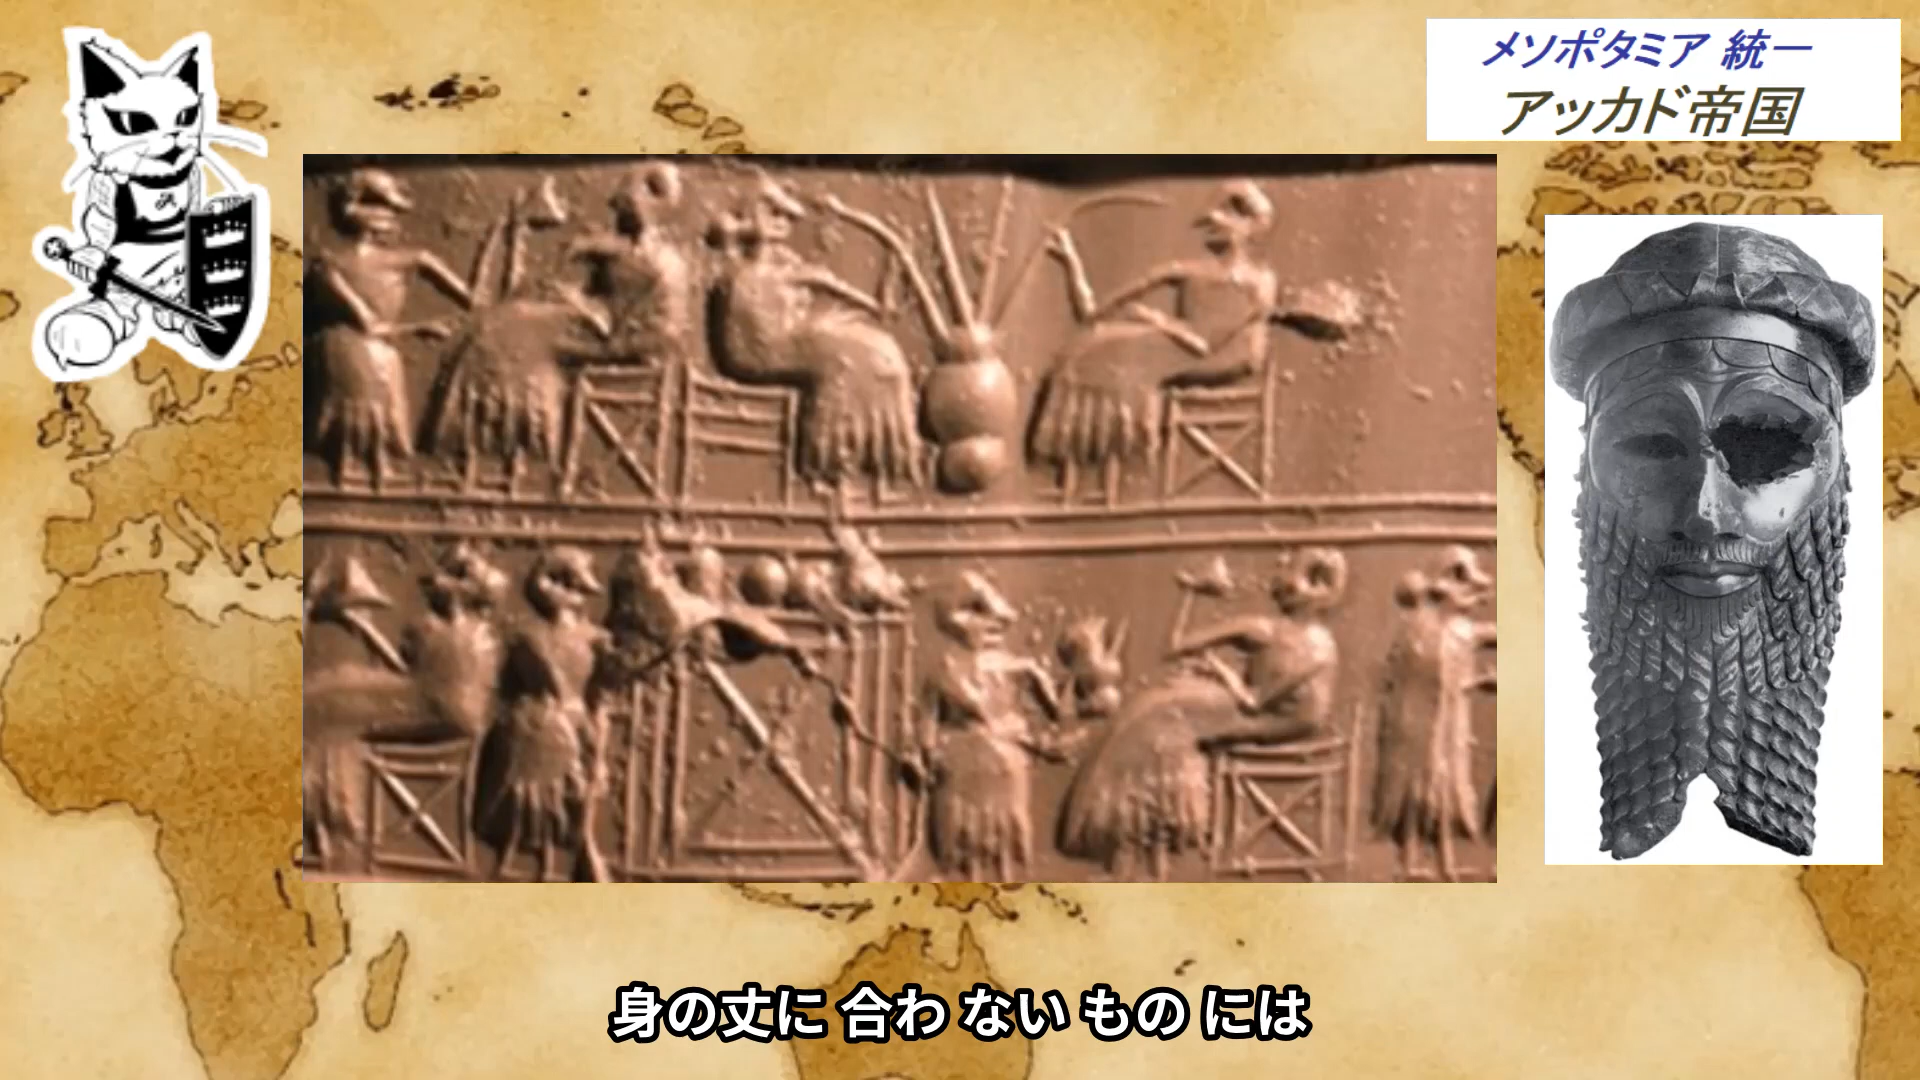 メソポタミア 統一
アッカド帝国
身の丈に 合わ ない もの には